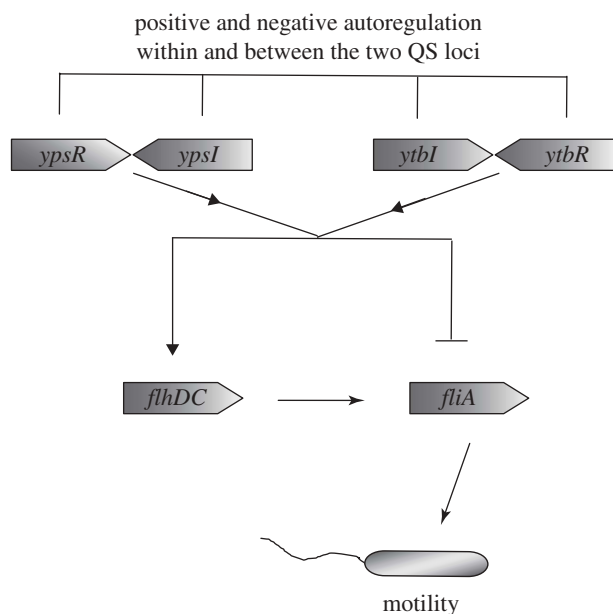 positive and negative autoregulation
within and between the two QS loci
ypsR ypsI ytbI ytbR
flhDC fliA
motility